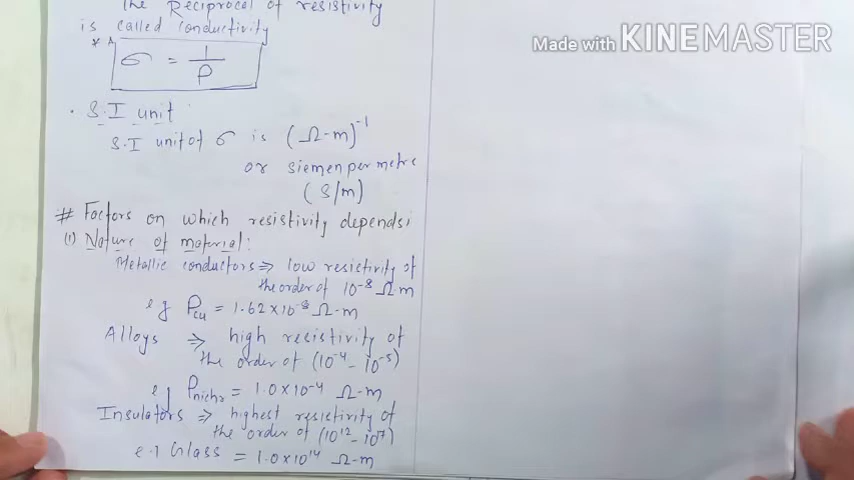 the Reciprocal of resistivity
is called conductivity
σ = 1/ρ
. S.I unit
S.I unit of σ is (Ω-m)⁻¹
or siemen per metre
(S/m)
# Factors on which resistivity depends:
(1) Nature of material:
Metallic conductors ⇒ low resistivity of
the order of 10⁻⁸ Ω-m
eg ρcu = 1.62×10⁻⁸ Ω-m
Alloys ⇒ high resistivity of
the order of (10⁻⁴ - 10⁻⁵)
eg ρnichr = 1.0×10⁻⁴ Ω-m
Insulators ⇒ highest resistivity of
the order of (10¹² - 10⁷)
e.g Glass = 1.0×10¹⁴ Ω-m
Made with KINEMASTER